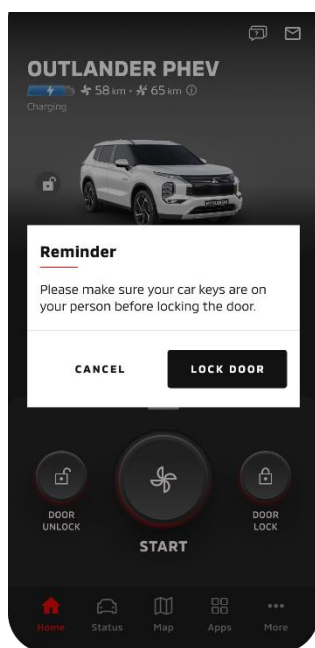 OUTLANDER PHEV
58 km · 65 km
Charging
MITSUBISHI
Reminder
Please make sure your car keys are on
your person before locking the door.
CANCEL LOCK DOOR
DOOR
UNLOCK
DOOR
LOCK
START
Home Status Map Apps More